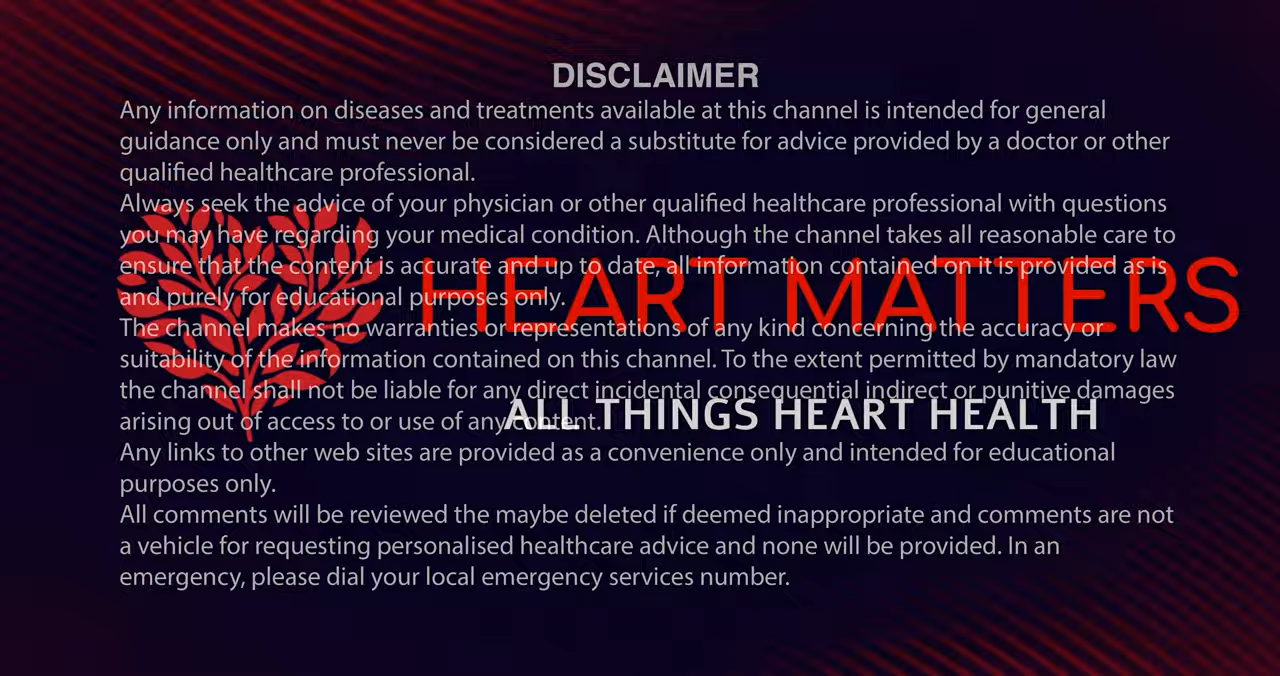 DISCLAIMER
Any information on diseases and treatments available at this channel is intended for general
guidance only and must never be considered a substitute for advice provided by a doctor or other
qualified healthcare professional.
Always seek the advice of your physician or other qualified healthcare professional with questions
you may have regarding your medical condition. Although the channel takes all reasonable care to
ensure that the content is accurate and up to date, all information contained on it is provided as is
and purely for educational purposes only.
HEART MATTERS
The channel makes no warranties or representations of any kind concerning the accuracy or
suitability of the information contained on this channel. To the extent permitted by mandatory law
the channel shall not be liable for any direct incidental consequential indirect or punitive damages
arising out of access to or use of any content.
ALL THINGS HEART HEALTH
Any links to other web sites are provided as a convenience only and intended for educational
purposes only.
All comments will be reviewed the maybe deleted if deemed inappropriate and comments are not
a vehicle for requesting personalised healthcare advice and none will be provided. In an
emergency, please dial your local emergency services number.